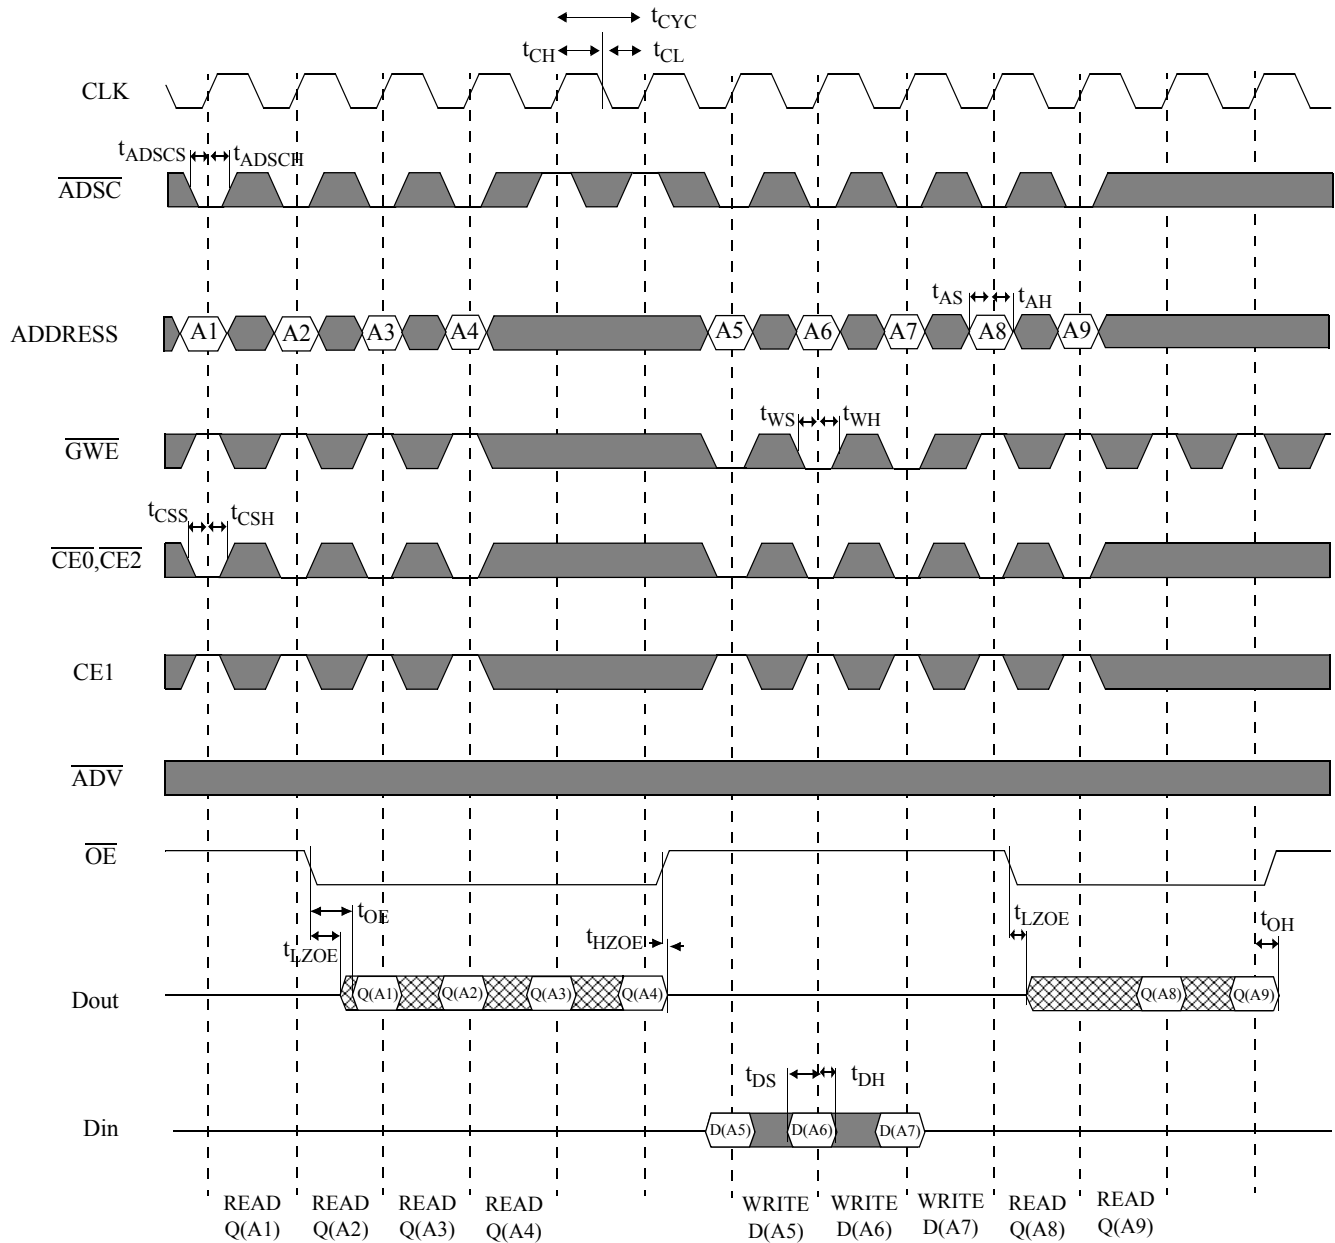 tCYC
tCH
tCL
CLK
tADSCS
tADSCH
ADSC
tAS
tAH
ADDRESS
A1 A2 A3 A4 A5 A6 A7 A8 A9
tWS
tWH
GWE
tCSS
tCSH
CE0,CE2
CE1
ADV
OE
tOE
tLZOE
tHZOE
tLZOE
tOH
Dout
Q(A1) Q(A2) Q(A3) Q(A4) Q(A8) Q(A9)
tDS
tDH
Din
D(A5) D(A6) D(A7)
READ
Q(A1)
READ
Q(A2)
READ
Q(A3)
READ
Q(A4)
WRITE
D(A5)
WRITE
D(A6)
WRITE
D(A7)
READ
Q(A8)
READ
Q(A9)